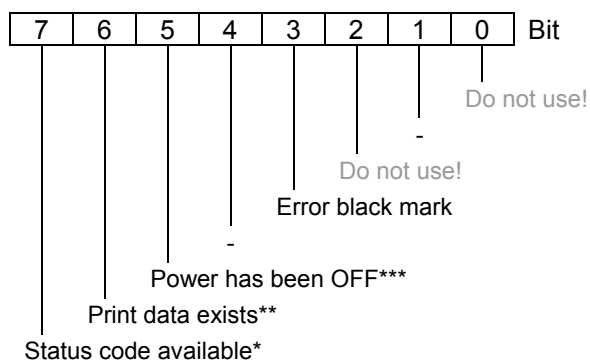 7 6 5 4 3 2 1 0 Bit
Do not use!
-
Do not use!
Error black mark
-
Power has been OFF***
Print data exists**
Status code available*